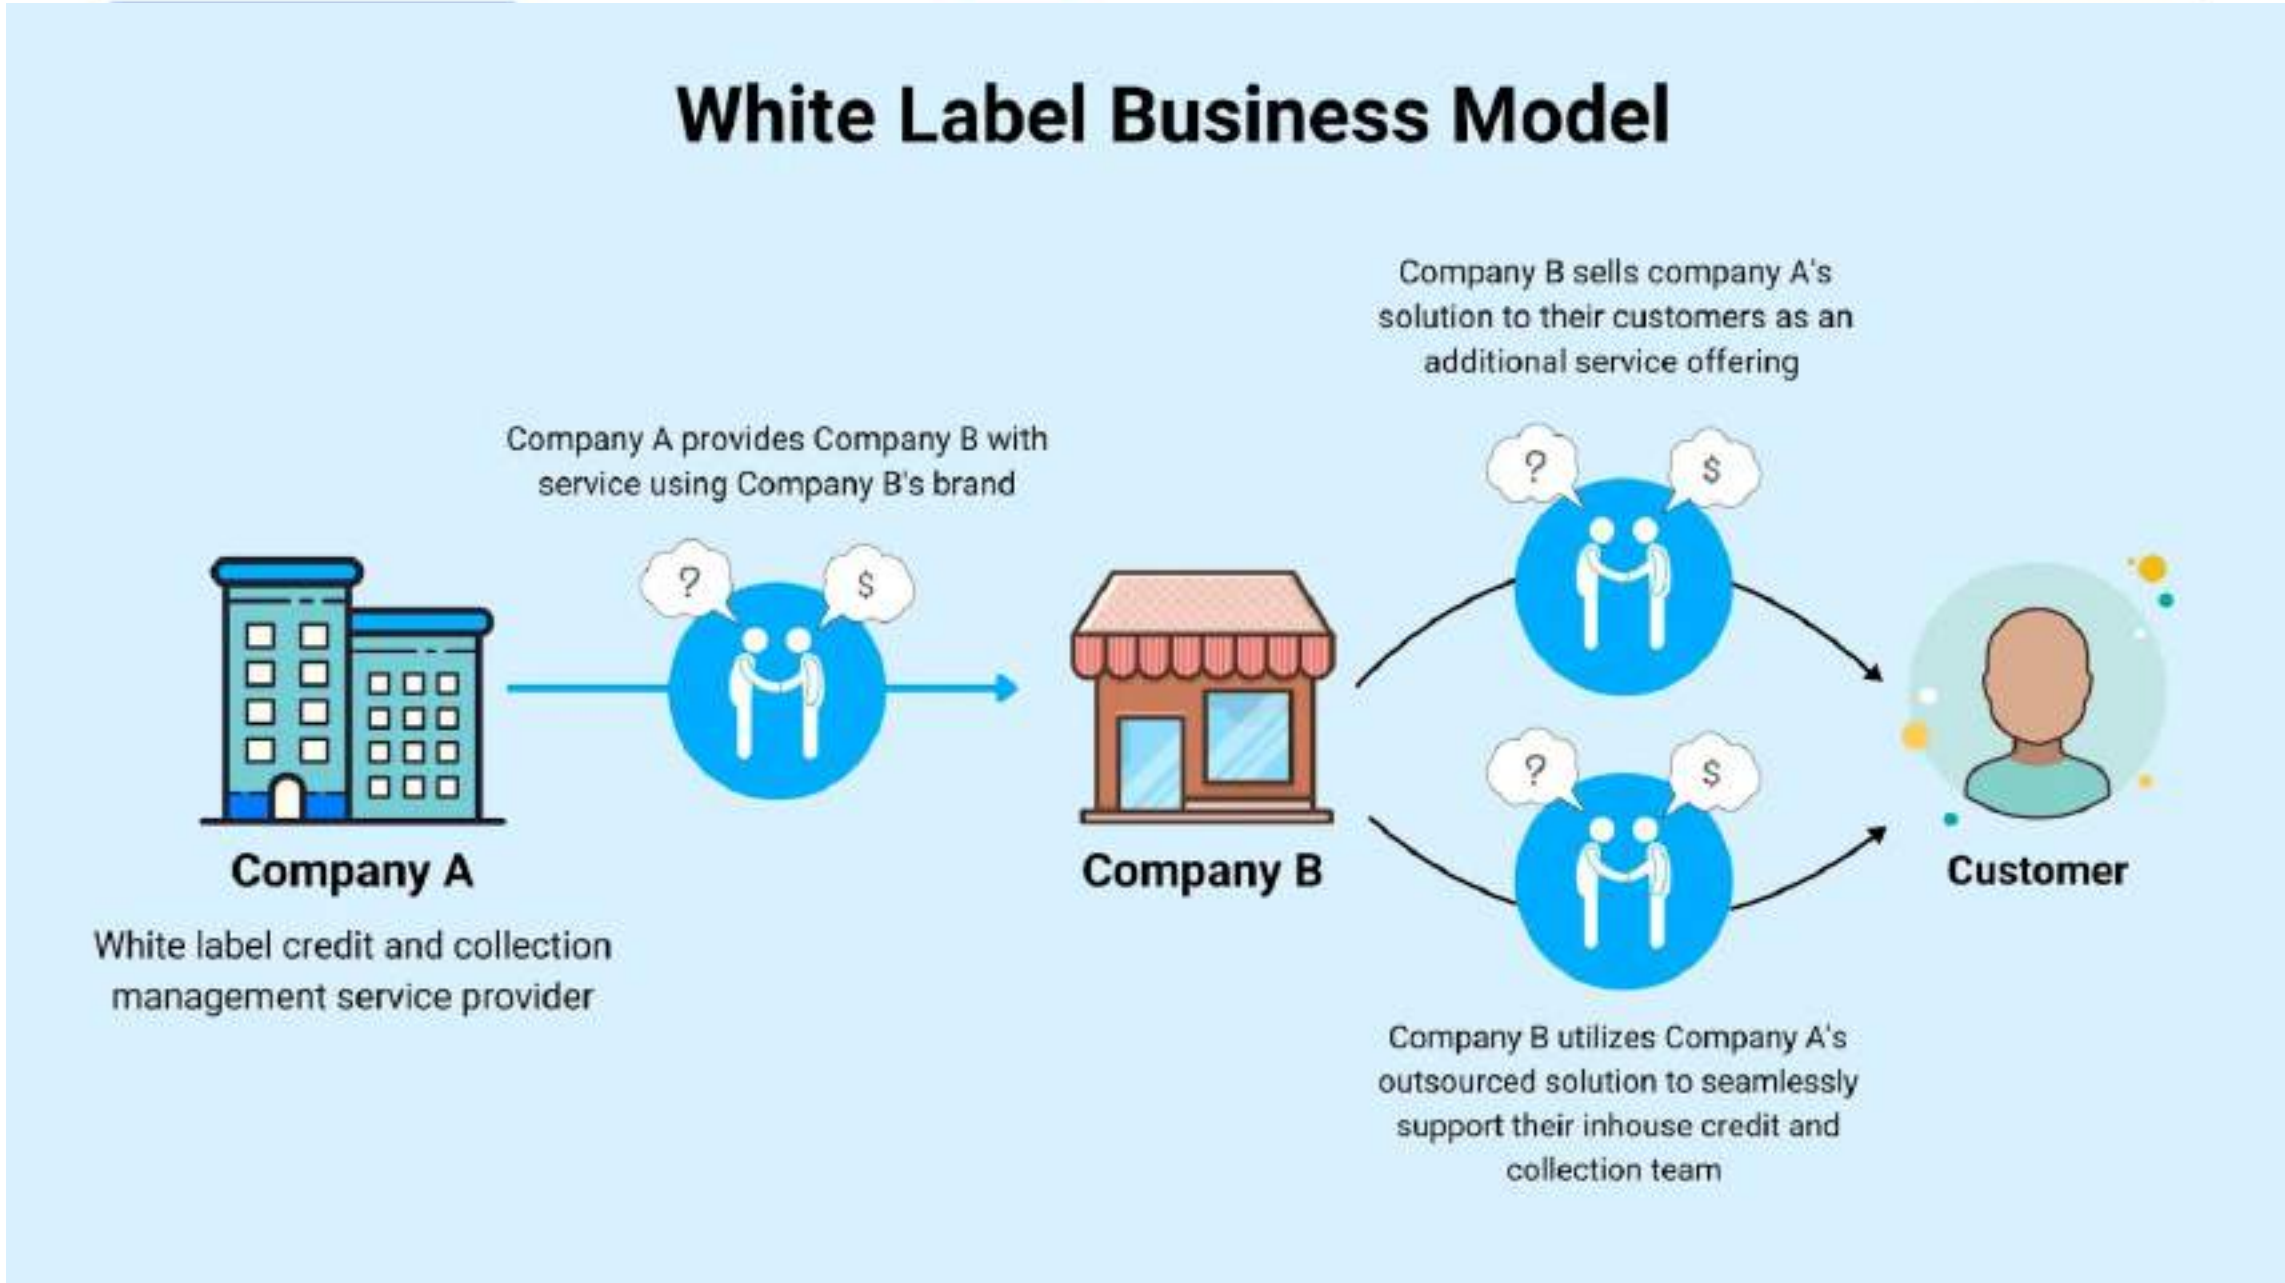 White Label Business Model
Company B sells company A's
solution to their customers as an
additional service offering
Company A provides Company B with
service using Company B's brand
? $
? $
? $
Company A
White label credit and collection
management service provider
Company B
Customer
Company B utilizes Company A's
outsourced solution to seamlessly
support their inhouse credit and
collection team